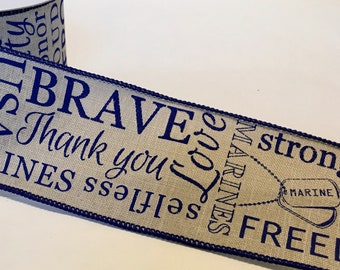 BRAVE
Thank you
Love
selfless
MARINES
strong
MARINE
INES
FREE